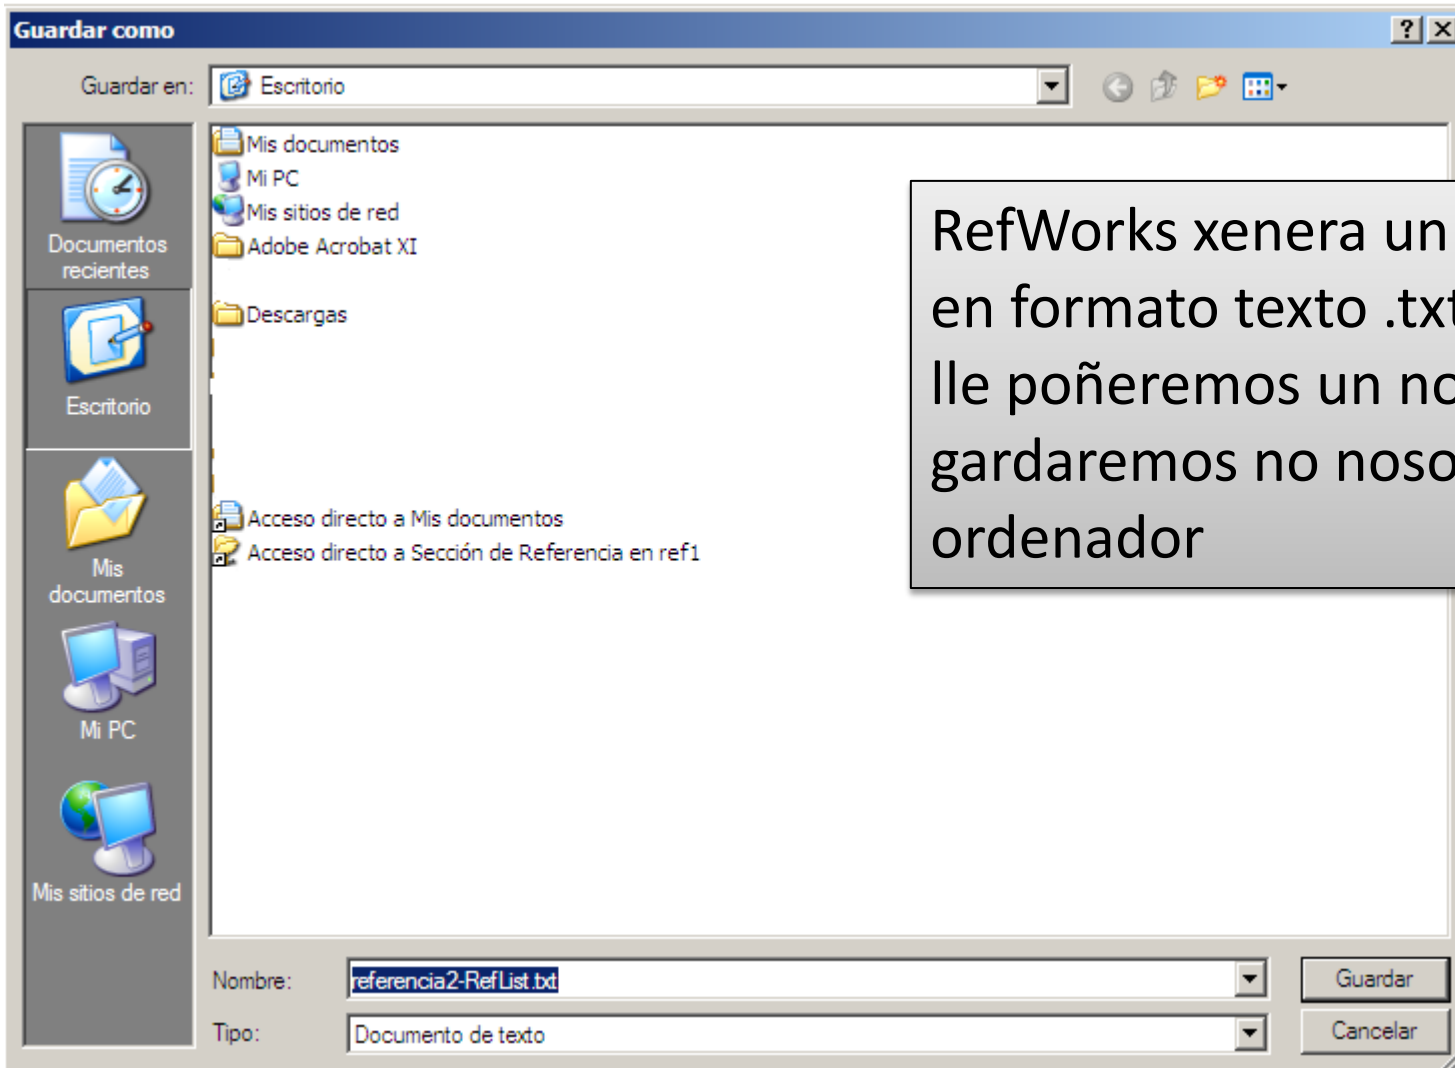 Guardar como
Guardar en:
Escritorio
Documentos
recientes
Escritorio
Mis
documentos
Mi PC
Mis sitios de red
Mis documentos
Mi PC
Mis sitios de red
Adobe Acrobat XI
Descargas
Acceso directo a Mis documentos
Acceso directo a Sección de Referencia en ref1
RefWorks xenera un
en formato texto .txt
lle poñeremos un
gardaremos no
ordenador
Nombre:
referencia2-RefList.txt
Guardar
Tipo:
Documento de texto
Cancelar